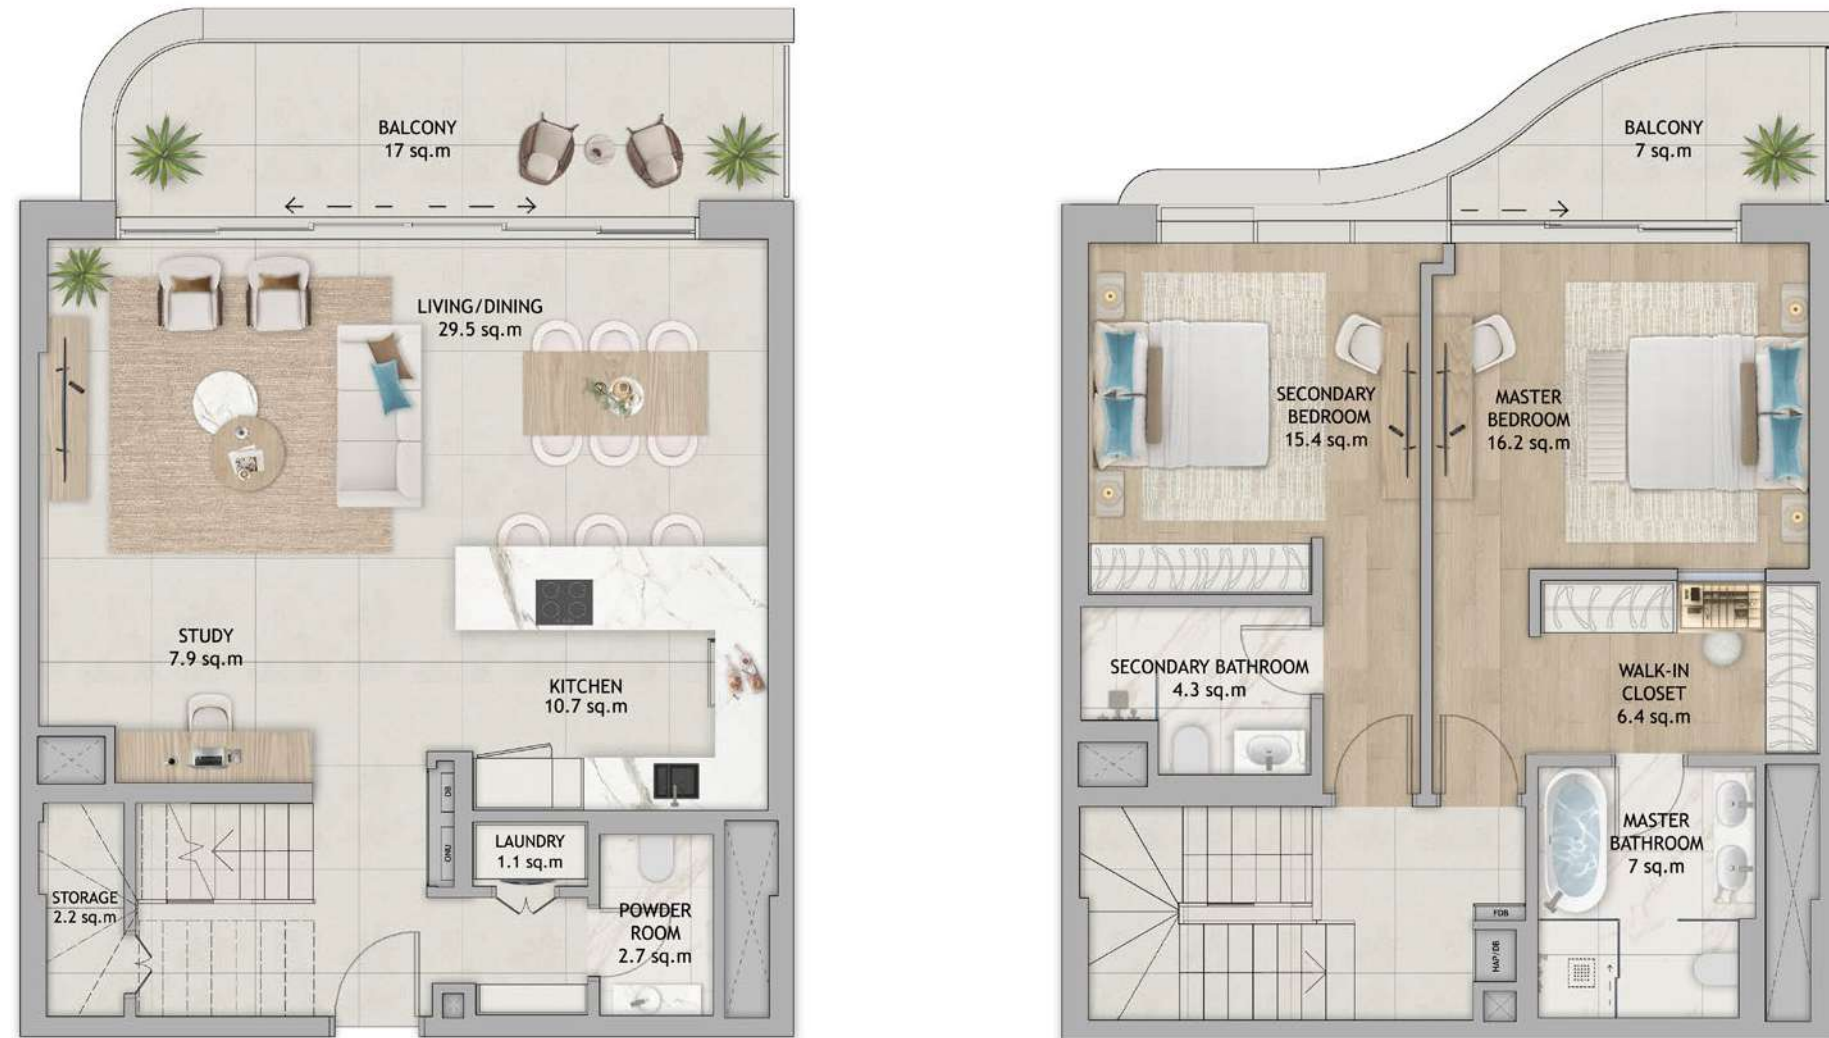 BALCONY
17 sq.m
LIVING/DINING
29.5 sq.m
STUDY
7.9 sq.m
KITCHEN
10.7 sq.m
DB
ONU
LAUNDRY
1.1 sq.m
STORAGE
2.2 sq.m
POWDER
ROOM
2.7 sq.m
BALCONY
7 sq.m
SECONDARY
BEDROOM
15.4 sq.m
MASTER
BEDROOM
16.2 sq.m
SECONDARY BATHROOM
4.3 sq.m
WALK-IN
CLOSET
6.4 sq.m
MASTER
BATHROOM
7 sq.m
FDB
HAP/DB